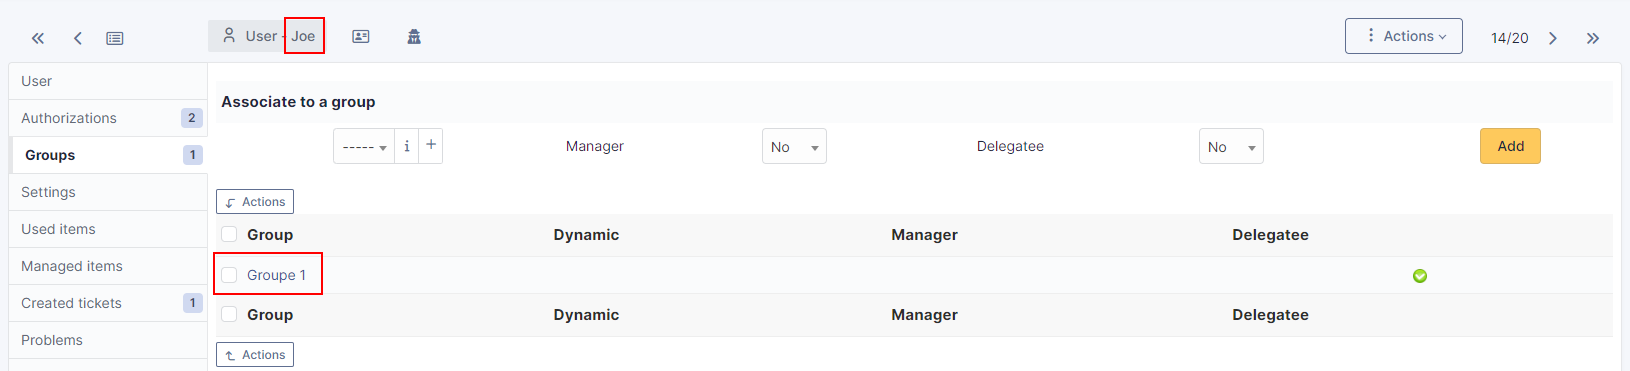 User - Joe
Actions
14/20
User
Authorizations 2
Groups 1
Settings
Used items
Managed items
Created tickets 1
Problems
Associate to a group
----- i + Manager No Delegatee No Add
Actions
Group Dynamic Manager Delegatee
Groupe 1
Group Dynamic Manager Delegatee
Actions